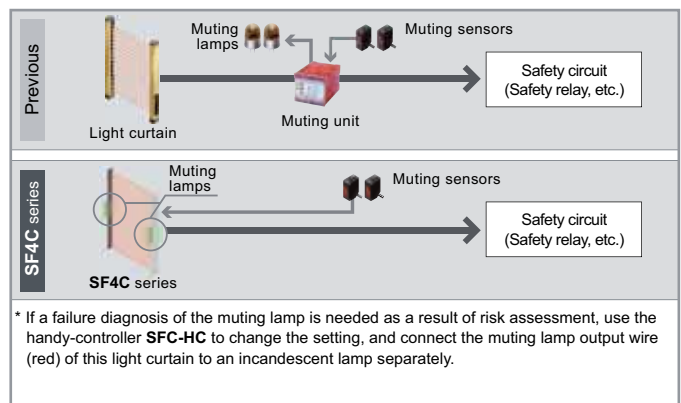 Previous
Muting
lamps
Muting sensors
Light curtain
Muting unit
Safety circuit
(Safety relay, etc.)
SF4C series
Muting
lamps
Muting sensors
SF4C series
Safety circuit
(Safety relay, etc.)
* If a failure diagnosis of the muting lamp is needed as a result of risk assessment, use the
handy-controller SFC-HC to change the setting, and connect the muting lamp output wire
(red) of this light curtain to an incandescent lamp separately.